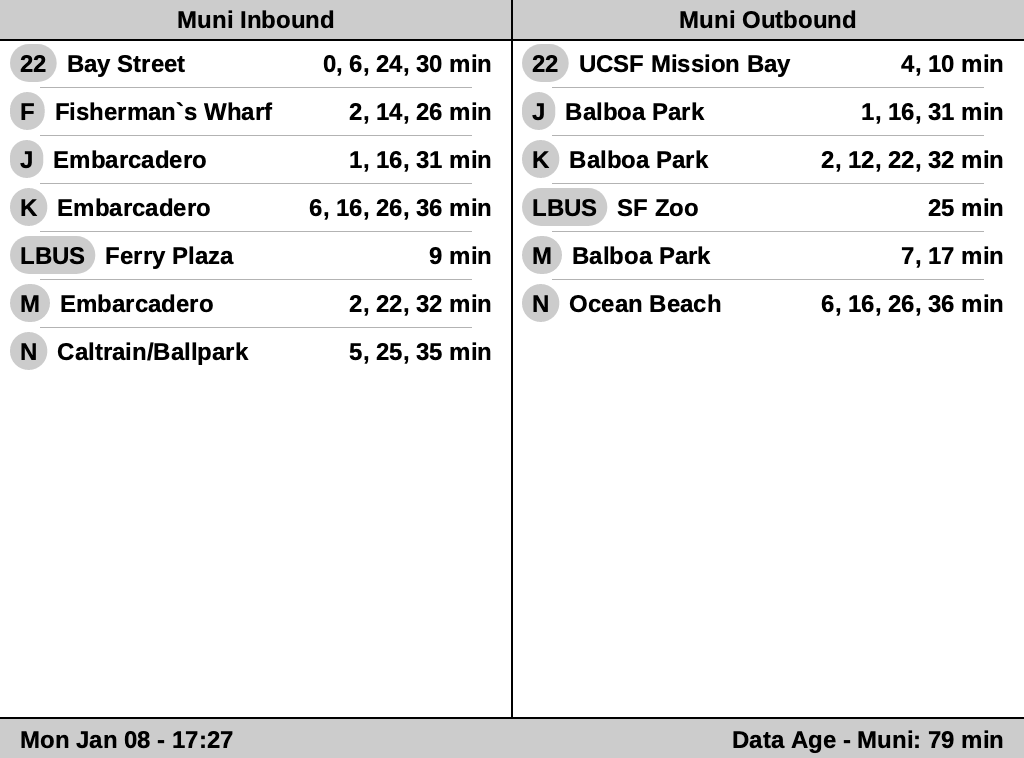 Muni Inbound
22 Bay Street 0, 6, 24, 30 min
F Fisherman`s Wharf 2, 14, 26 min
J Embarcadero 1, 16, 31 min
K Embarcadero 6, 16, 26, 36 min
LBUS Ferry Plaza 9 min
M Embarcadero 2, 22, 32 min
N Caltrain/Ballpark 5, 25, 35 min
Muni Outbound
22 UCSF Mission Bay 4, 10 min
J Balboa Park 1, 16, 31 min
K Balboa Park 2, 12, 22, 32 min
LBUS SF Zoo 25 min
M Balboa Park 7, 17 min
N Ocean Beach 6, 16, 26, 36 min
Mon Jan 08 - 17:27
Data Age - Muni: 79 min